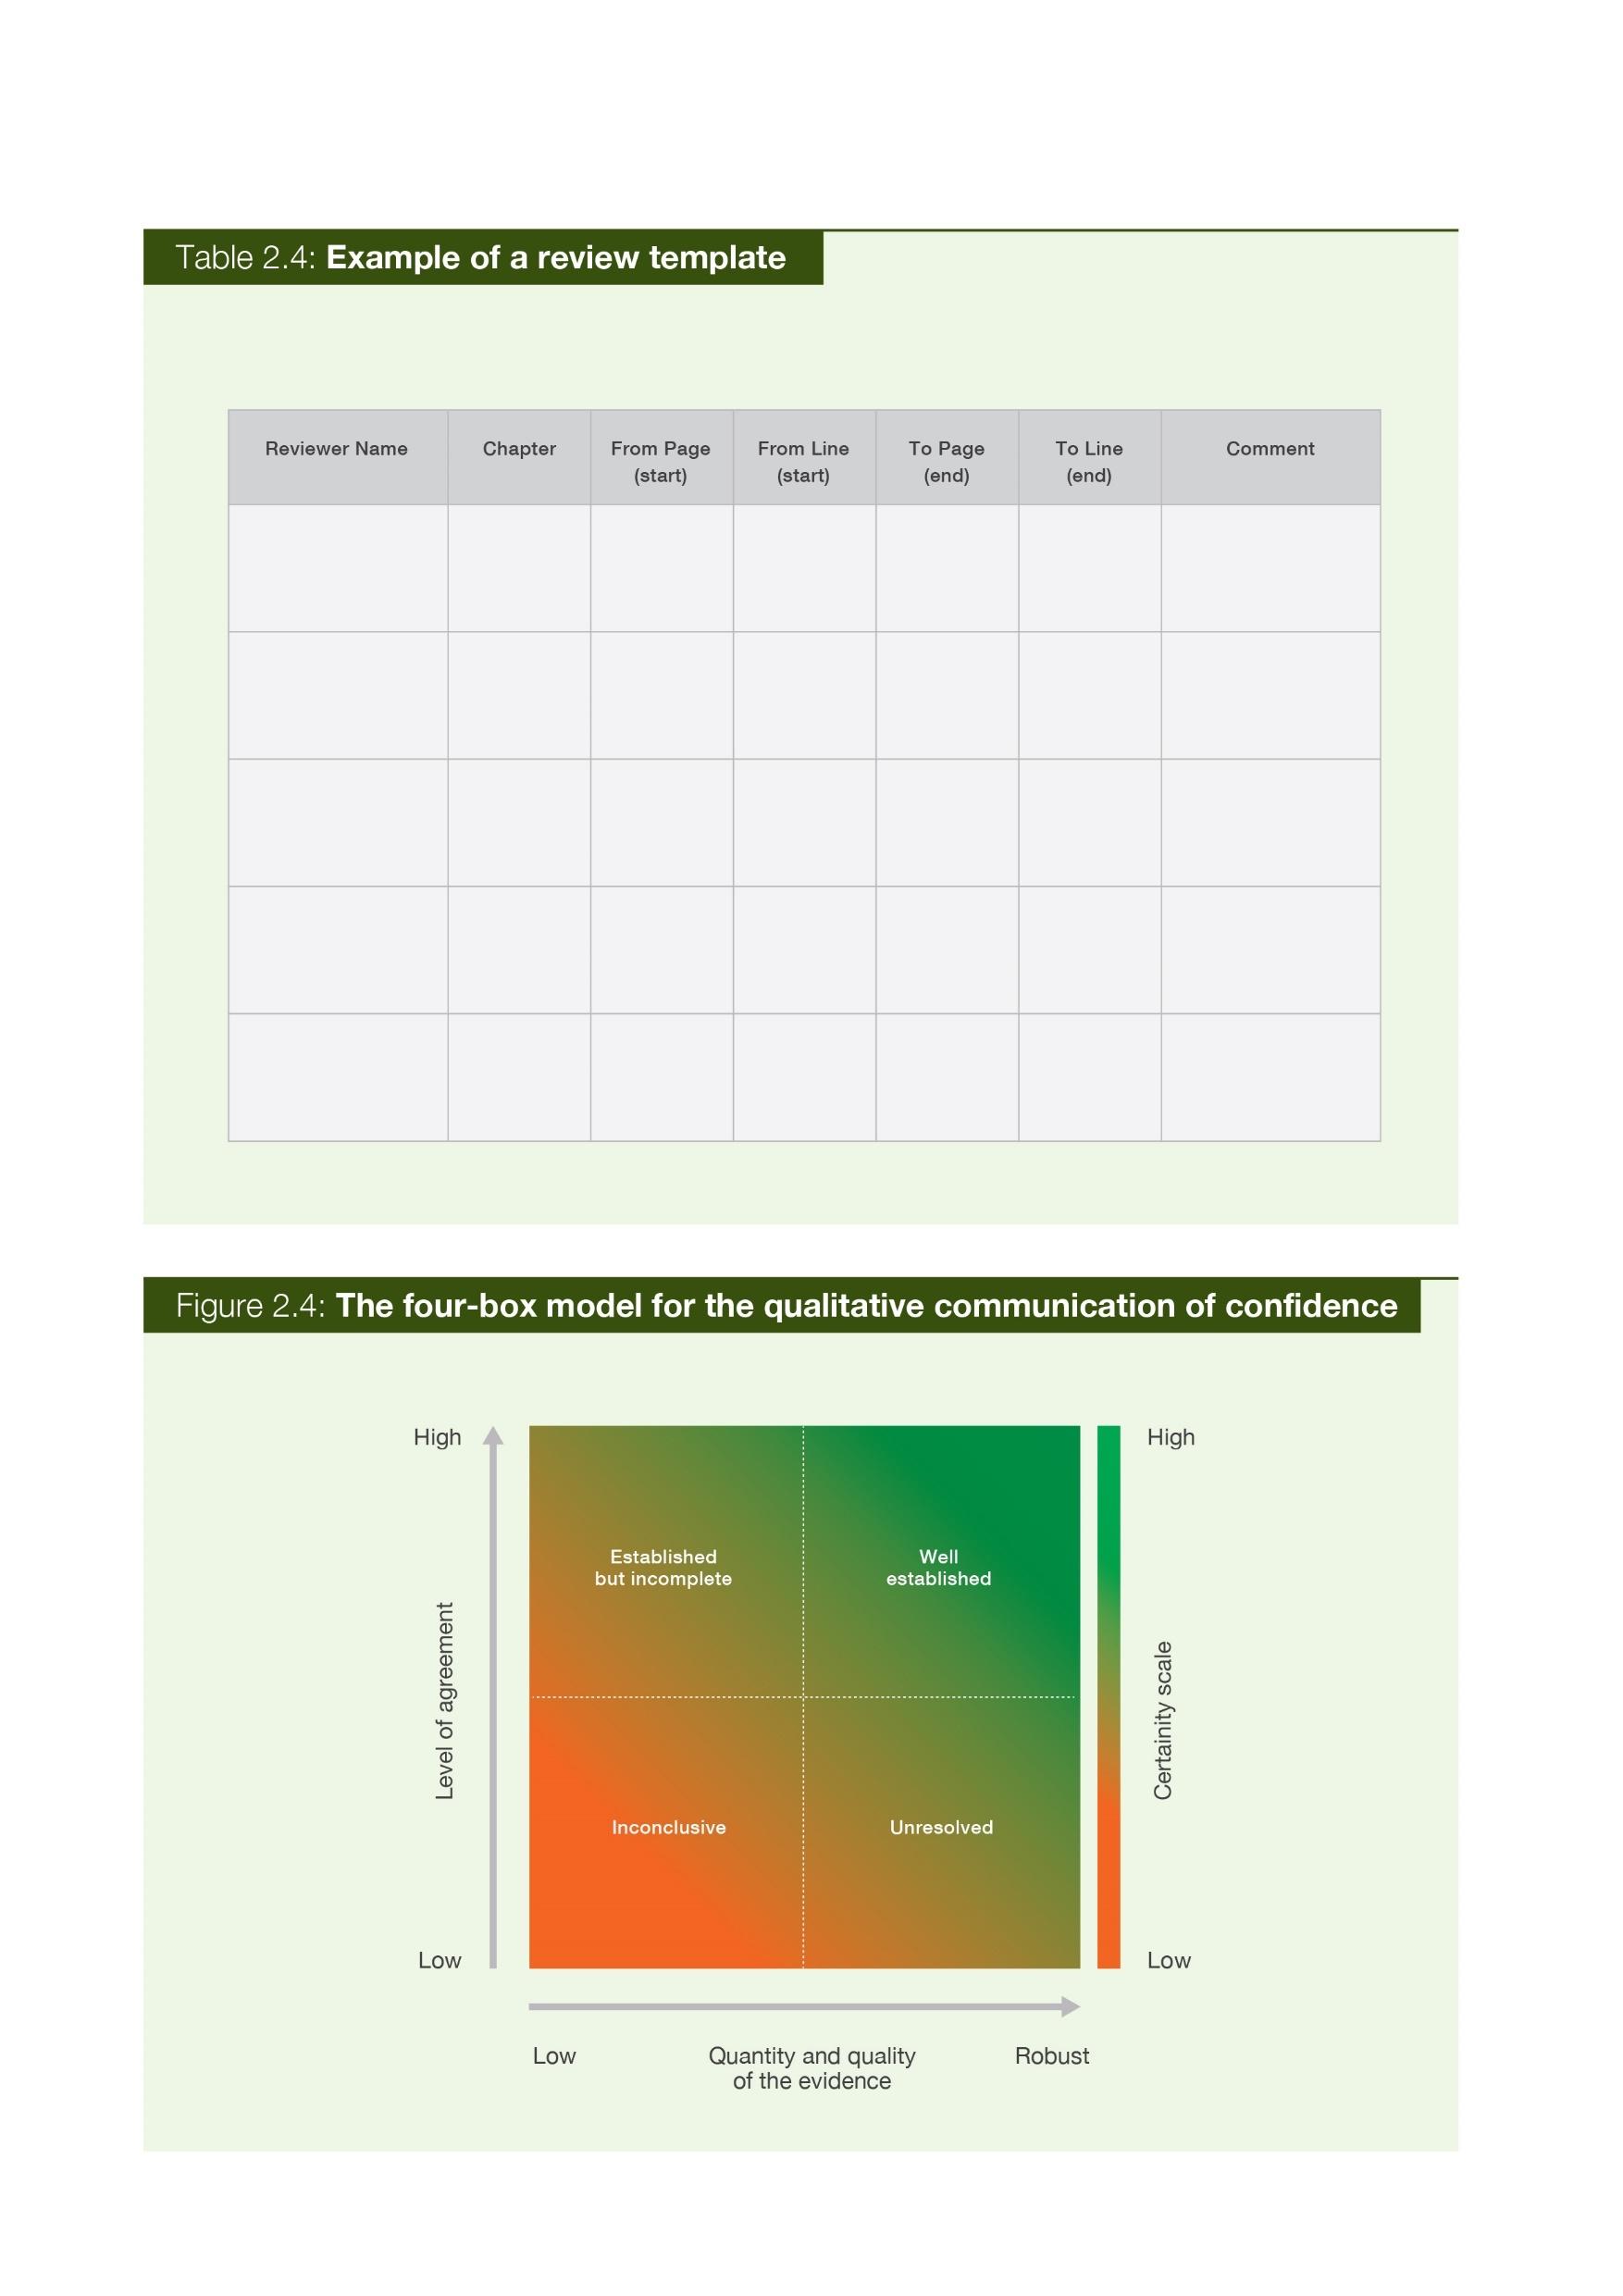 Table 2.4: Example of a review template
Reviewer Name
Chapter
From Page
(start)
From Line
(start)
To Page
(end)
To Line
(end)
Comment
Figure 2.4: The four-box model for the qualitative communication of confidence
High
Level of agreement
Low
Established
but incomplete
Well
established
Inconclusive
Unresolved
High
Certainity scale
Low
Low
Quantity and quality
of the evidence
Robust